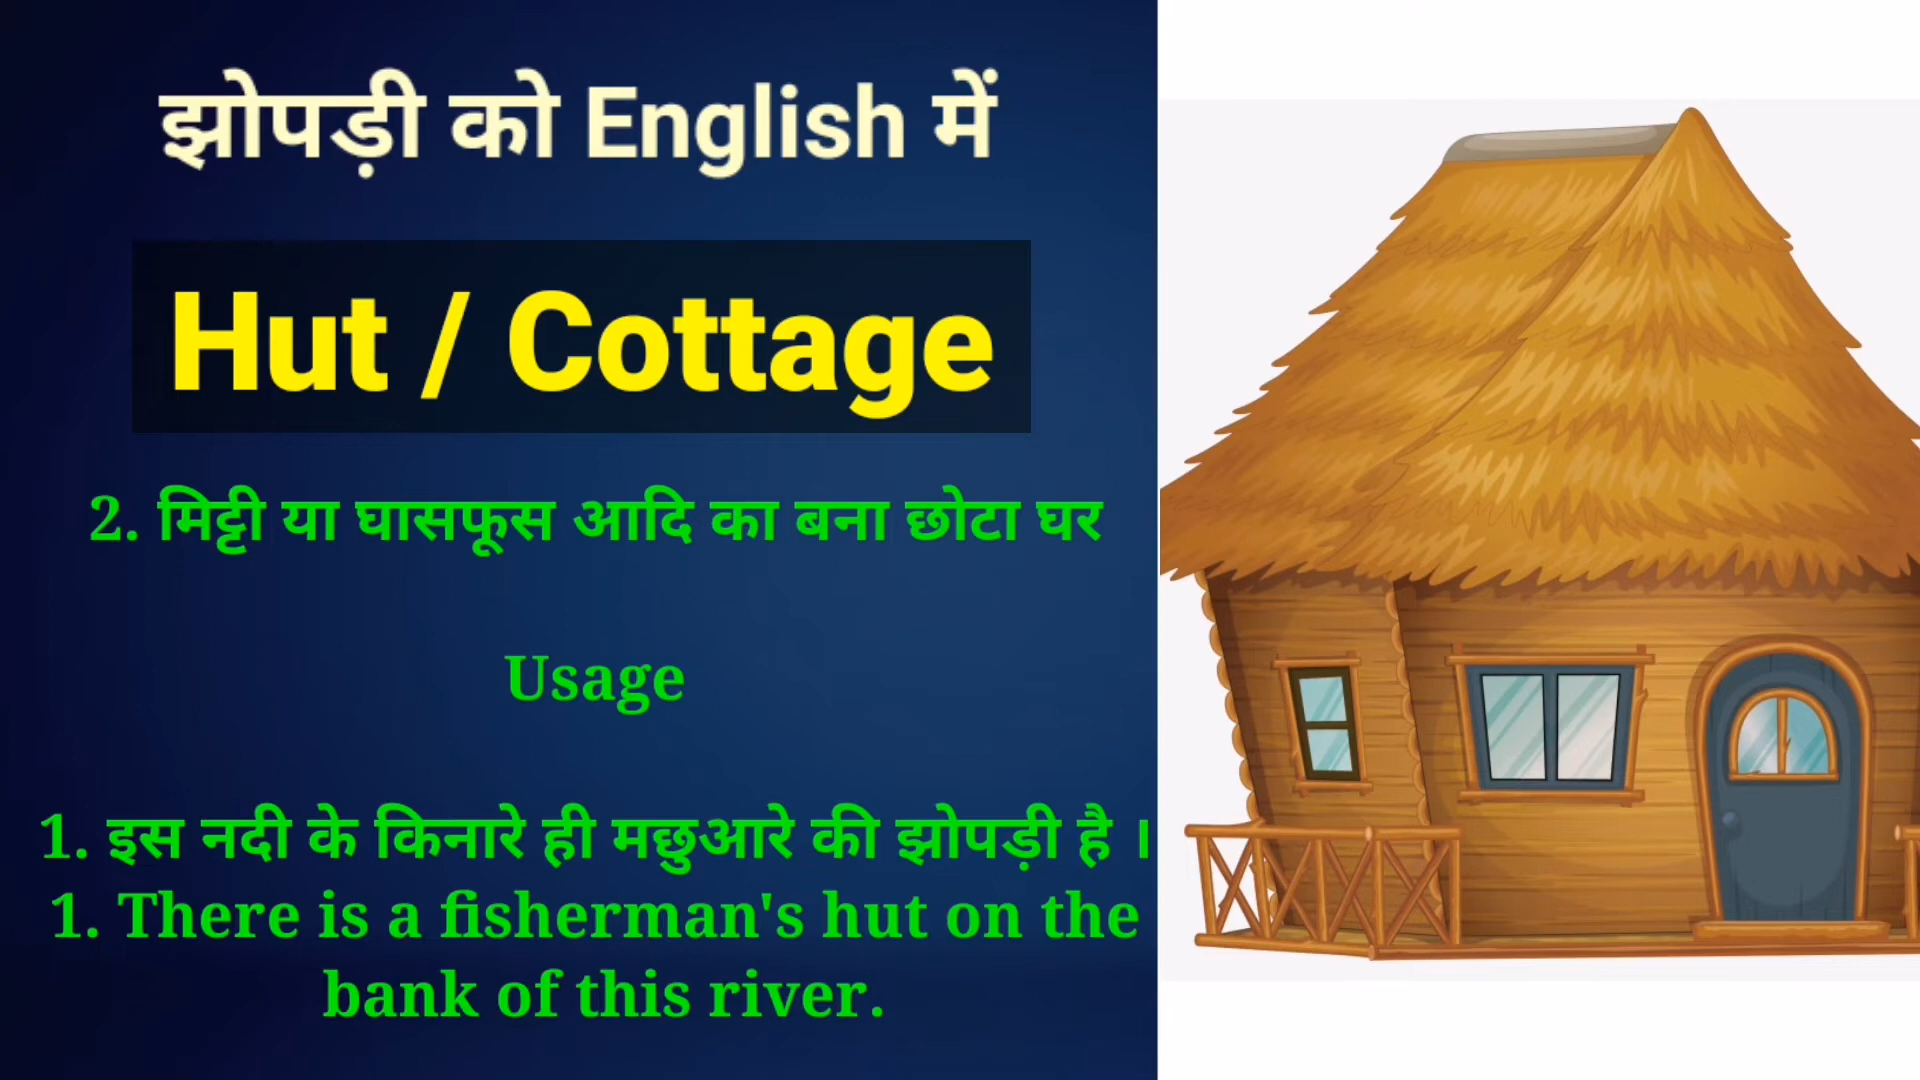 झोपड़ी को English में
Hut / Cottage
2. मिट्टी या घासफूस आदि का बना छोटा घर
Usage
1. इस नदी के किनारे ही मछुआरे की झोपड़ी है ।
1. There is a fisherman's hut on the
bank of this river.